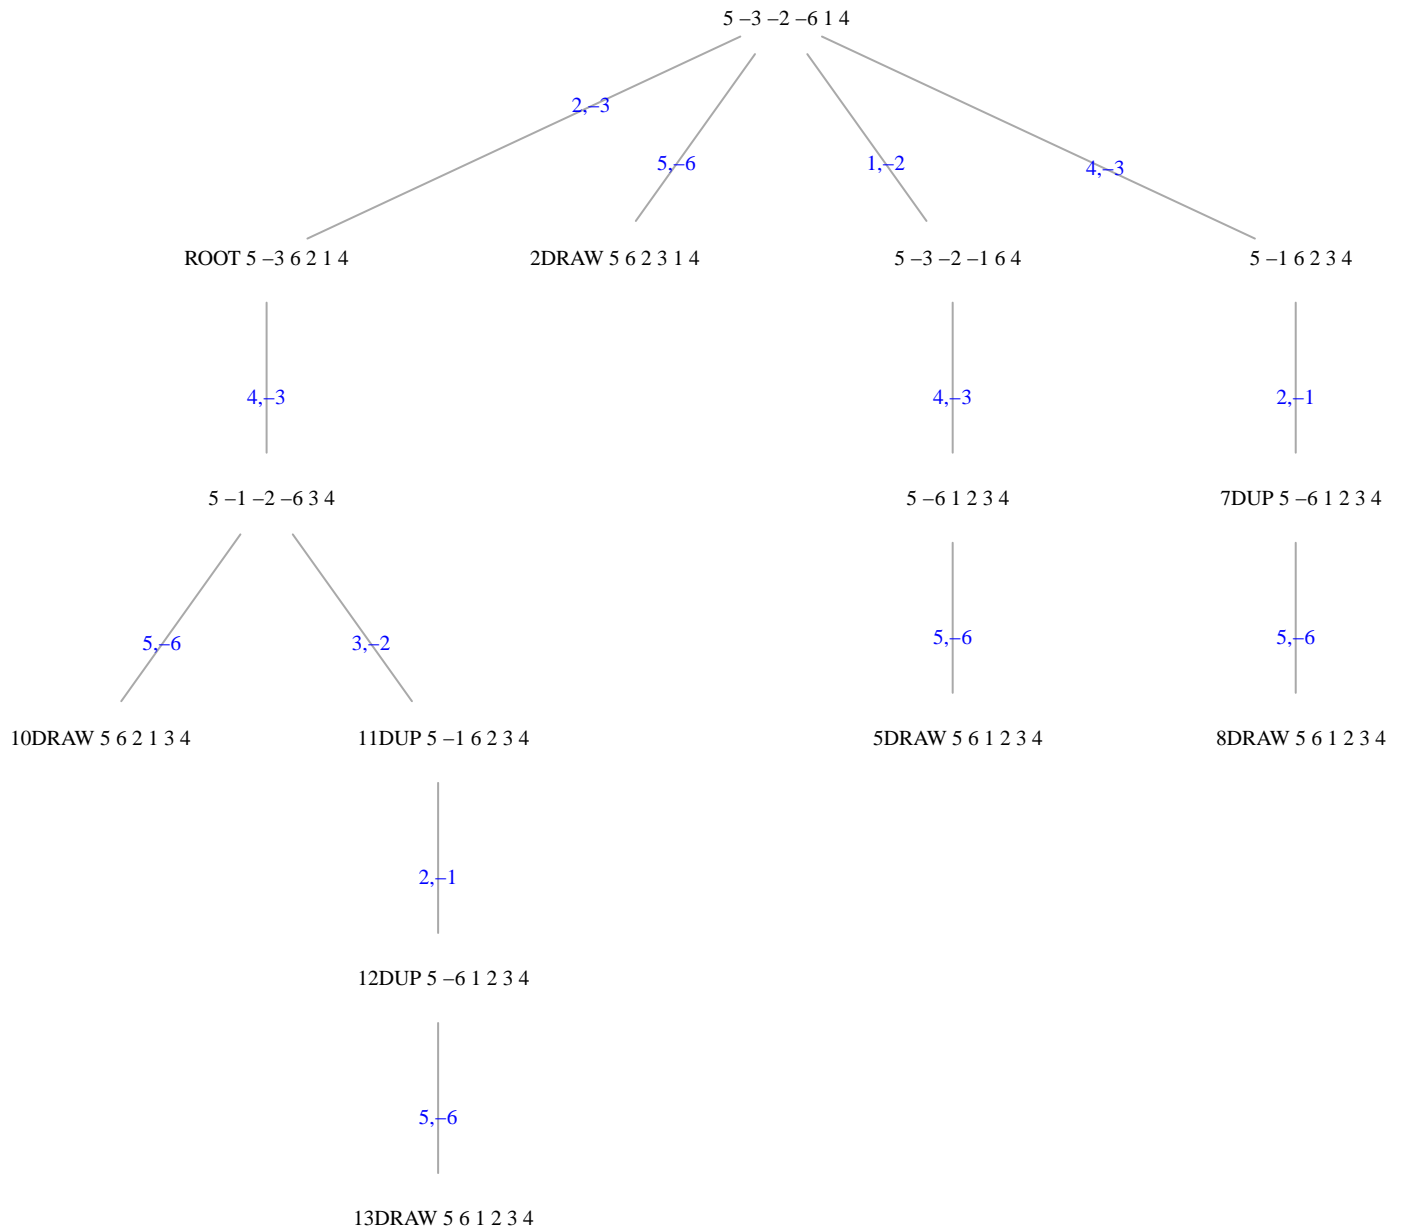 5 –3 –2 –6 1 4
2,–3
5,–6
1,–2
4,–3
ROOT 5 –3 6 2 1 4
2DRAW 5 6 2 3 1 4
5 –3 –2 –1 6 4
5 –1 6 2 3 4
4,–3
4,–3
2,–1
5 –1 –2 –6 3 4
5 –6 1 2 3 4
7DUP 5 –6 1 2 3 4
5,–6
3,–2
5,–6
5,–6
10DRAW 5 6 2 1 3 4
11DUP 5 –1 6 2 3 4
5DRAW 5 6 1 2 3 4
8DRAW 5 6 1 2 3 4
2,–1
12DUP 5 –6 1 2 3 4
5,–6
13DRAW 5 6 1 2 3 4